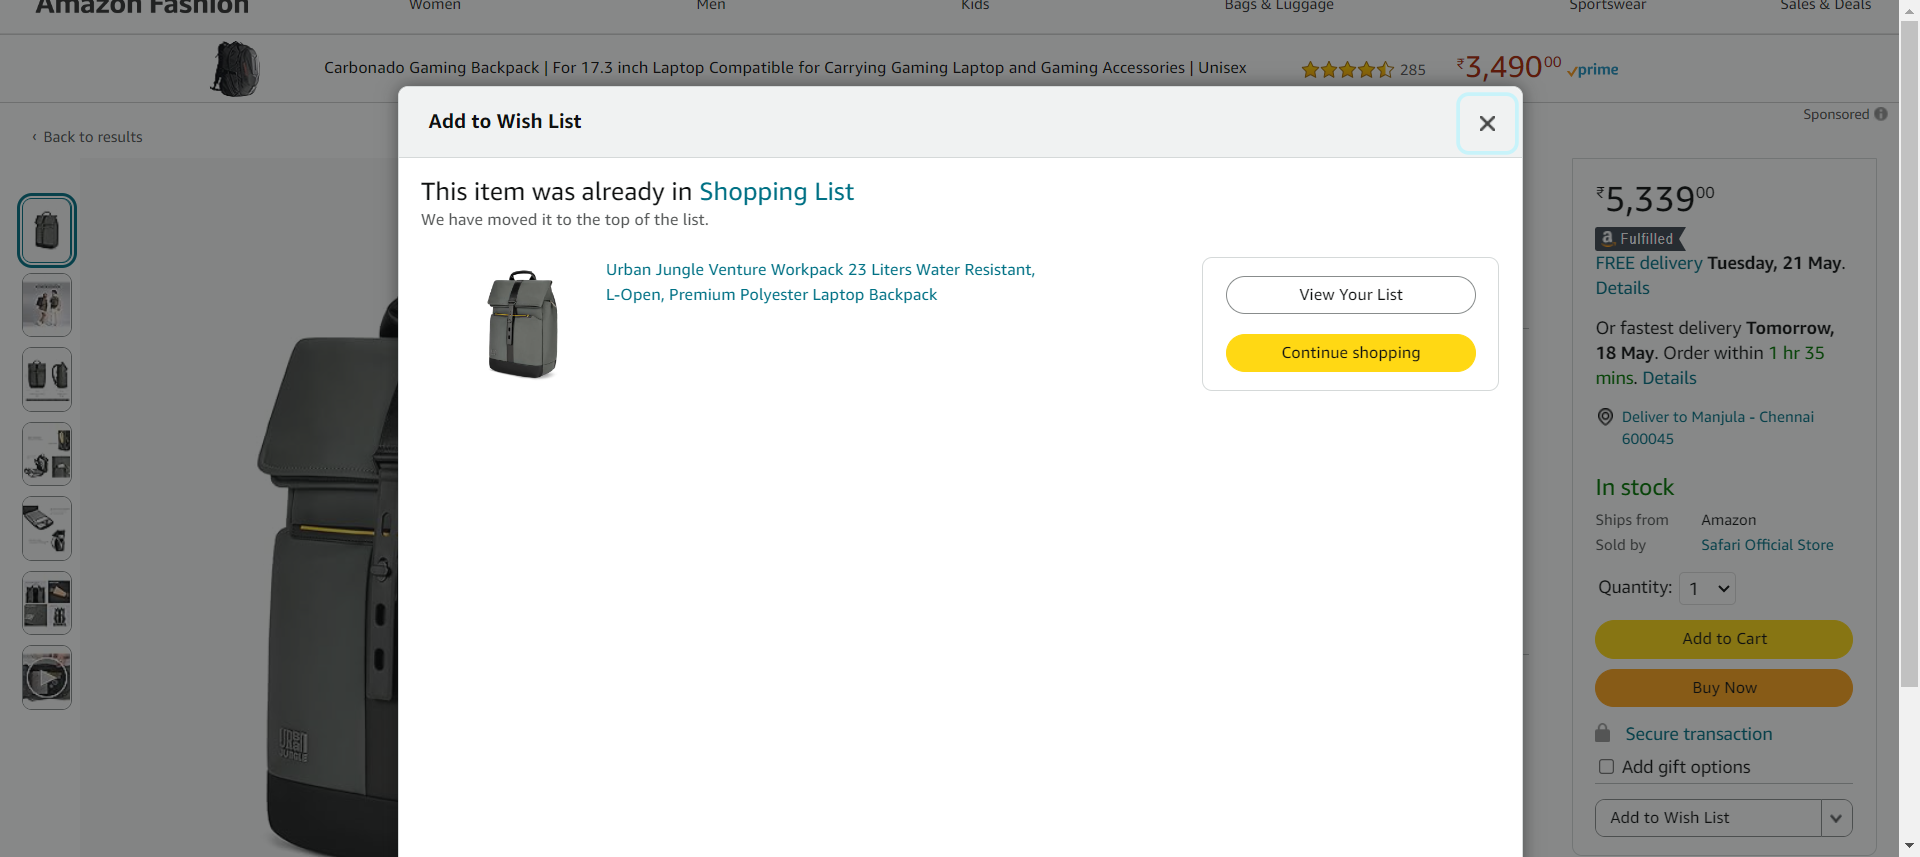 Amazon Fashion
Women
Men
Kids
Bags & Luggage
Sportswear
Sales & Deals
Carbonado Gaming Backpack | For 17.3 inch Laptop Compatible for Carrying Gaming Laptop and Gaming Accessories | Unisex
285
₹3,49000
prime
Sponsored
‹ Back to results
Add to Wish List
This item was already in Shopping List
We have moved it to the top of the list.
Urban Jungle Venture Workpack 23 Liters Water Resistant,
L-Open, Premium Polyester Laptop Backpack
View Your List
Continue shopping
₹5,33900
a Fulfilled
FREE delivery Tuesday, 21 May.
Details
Or fastest delivery Tomorrow,
18 May. Order within 1 hr 35
mins. Details
Deliver to Manjula - Chennai
600045
In stock
Ships from Amazon
Sold by Safari Official Store
Quantity: 1
Add to Cart
Buy Now
Secure transaction
Add gift options
Add to Wish List
URBAN
JUNGLE